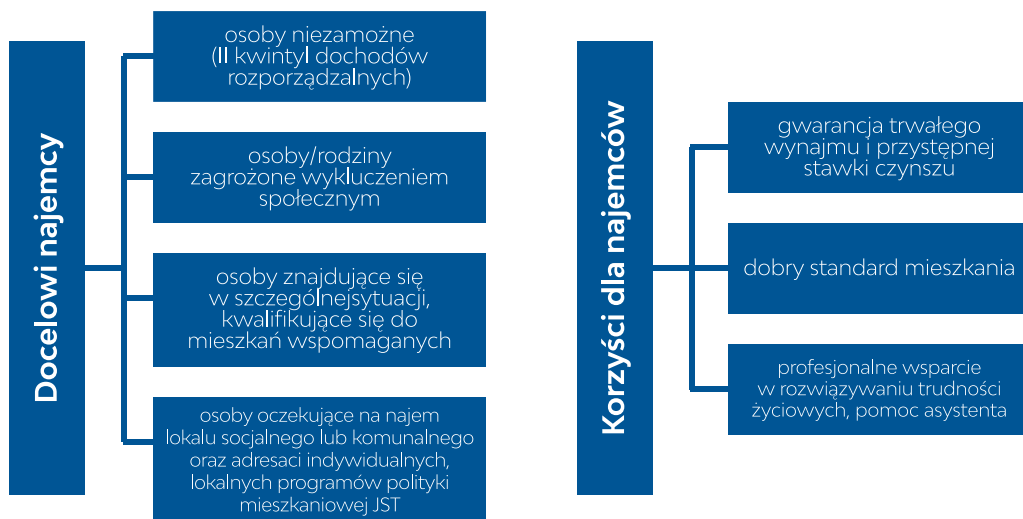 Docelowi najemcy
osoby niezamożne
(II kwintyl dochodów
rozporządzalnych)
osoby/rodziny
zagrożone wykluczeniem
społecznym
osoby znajdujące się
w szczególnejsytuacji,
kwalifikujące się do
mieszkań wspomaganych
osoby oczekujące na najem
lokalu socjalnego lub komunalnego
oraz adresaci indywidualnych,
lokalnych programów polityki
mieszkaniowej JST
Korzyści dla najemców
gwarancja trwałego
wynajmu i przystępnej
stawki czynszu
dobry standard mieszkania
profesjonalne wsparcie
w rozwiązywaniu trudności
życiowych, pomoc asystenta